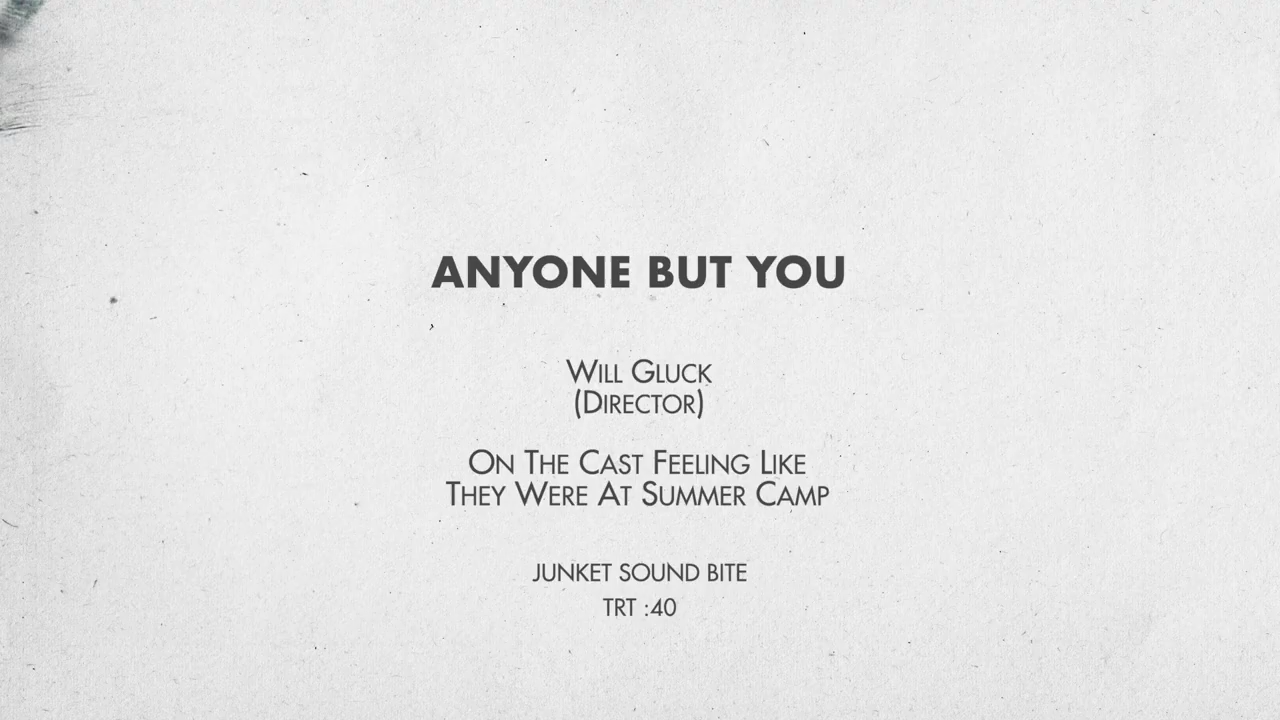 ANYONE BUT YOU
WILL GLUCK
(DIRECTOR)
ON THE CAST FEELING LIKE
THEY WERE AT SUMMER CAMP
JUNKET SOUND BITE
TRT :40